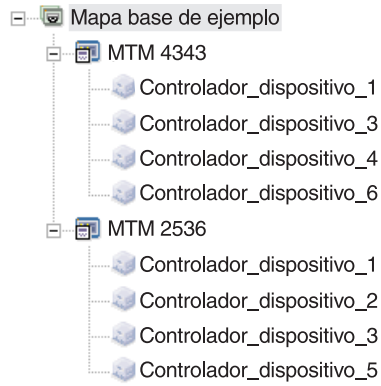 Mapa base de ejemplo
MTM 4343
Controlador_dispositivo_1
Controlador_dispositivo_3
Controlador_dispositivo_4
Controlador_dispositivo_6
MTM 2536
Controlador_dispositivo_1
Controlador_dispositivo_2
Controlador_dispositivo_3
Controlador_dispositivo_5